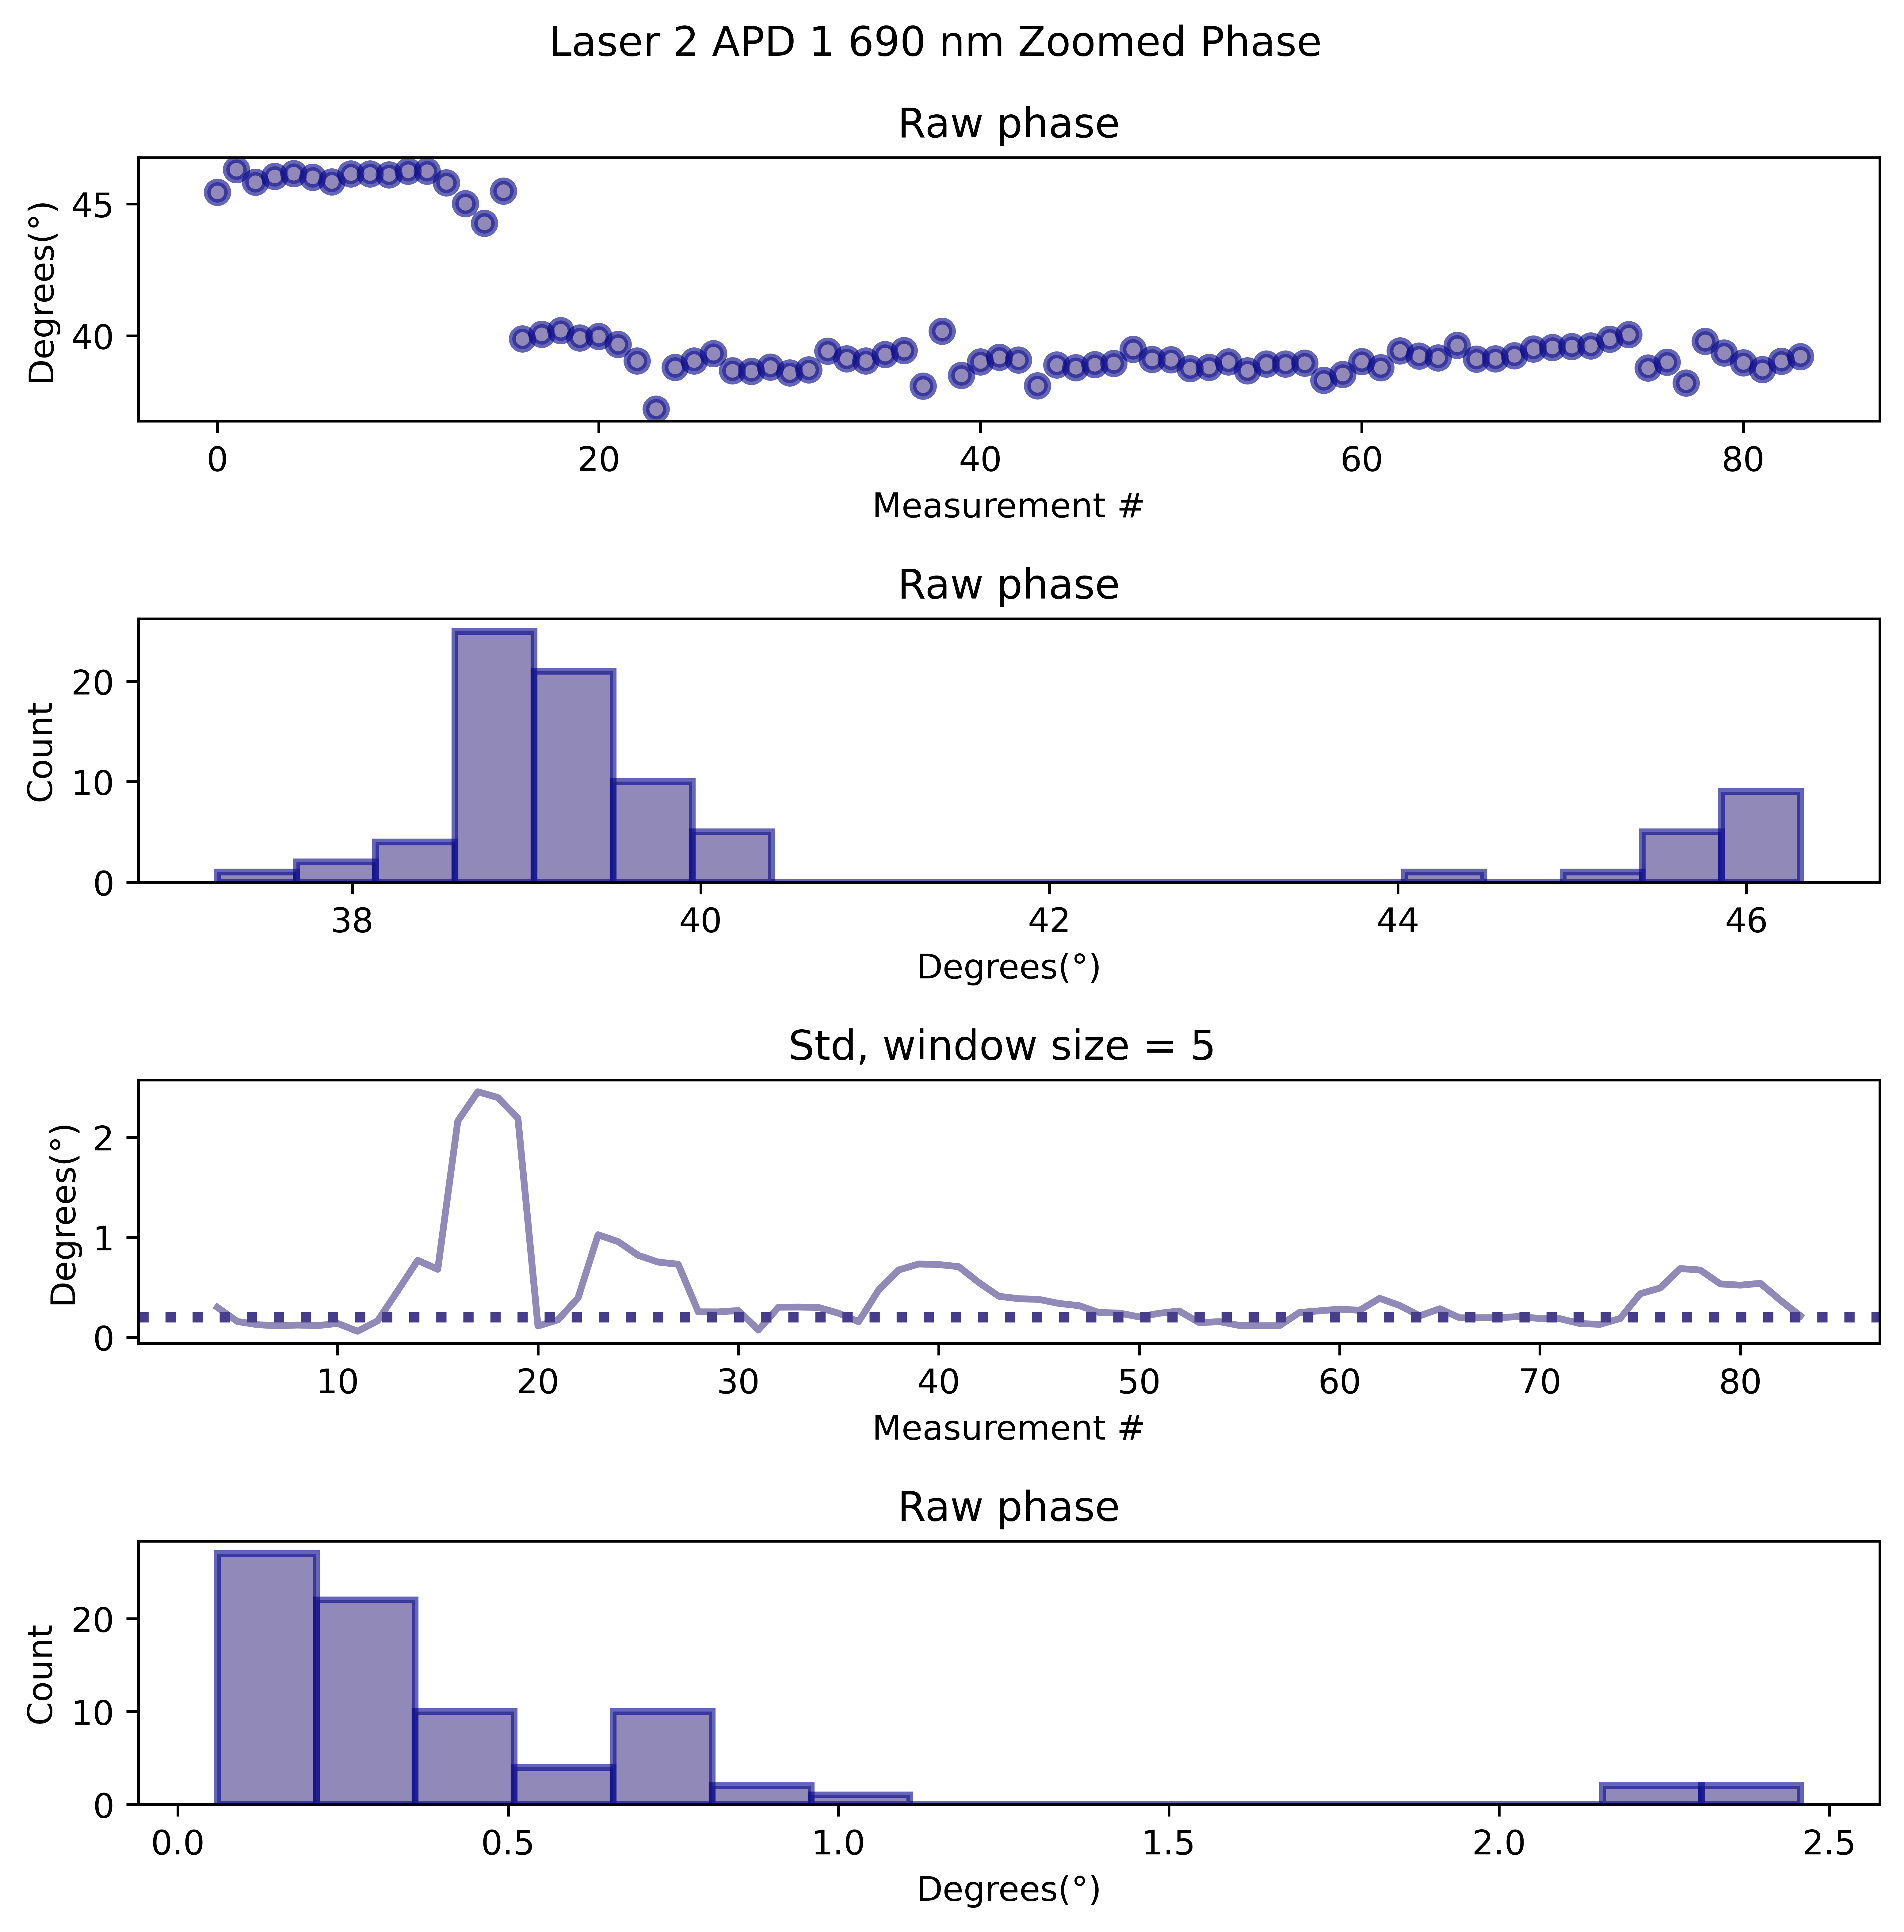 Laser 2 APD 1 690 nm Zoomed Phase
Raw phase
Degrees(°)
45
40
0 20 40 60 80
Measurement #
Raw phase
Count
20
10
0
38 40 42 44 46
Degrees(°)
Std, window size = 5
Degrees(°)
2
1
0
10 20 30 40 50 60 70 80
Measurement #
Raw phase
Count
20
10
0
0.0 0.5 1.0 1.5 2.0 2.5
Degrees(°)